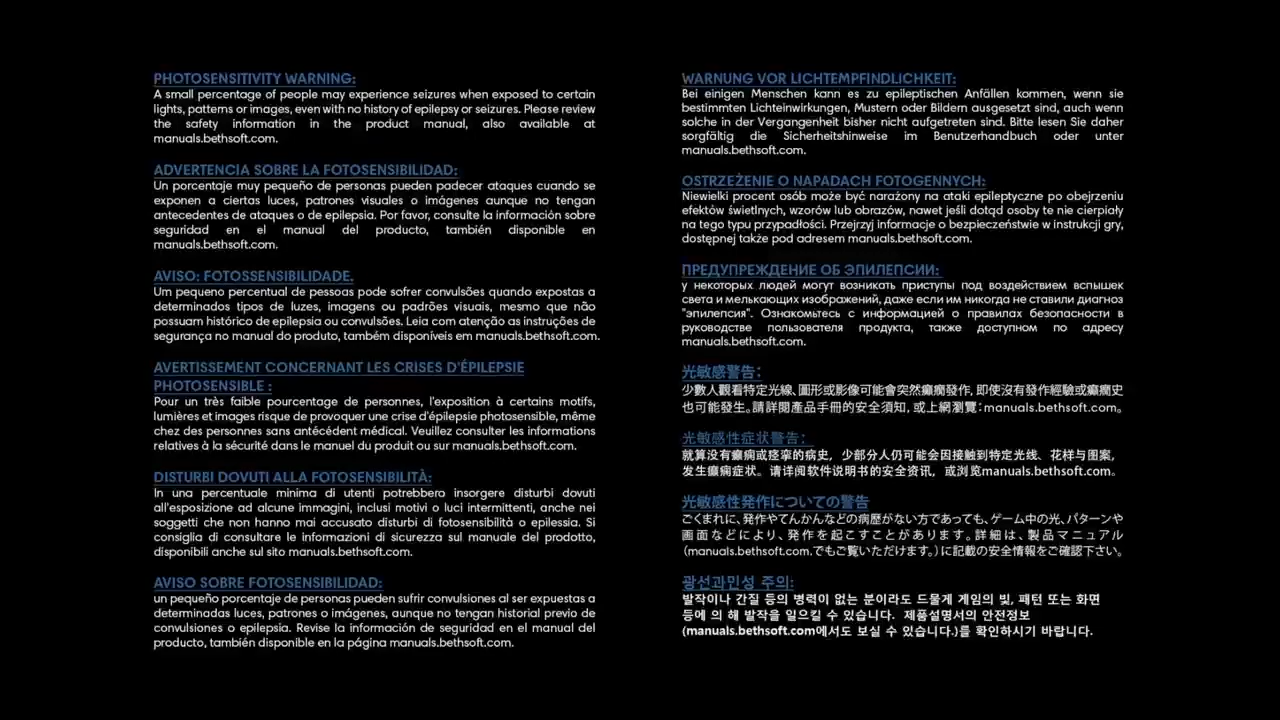 PHOTOSENSITIVITY WARNING:
A small percentage of people may experience seizures when exposed to certain
lights, patterns or images, even with no history of epilepsy or seizures. Please review
the safety information in the product manual, also available at
manuals.bethsoft.com.
ADVERTENCIA SOBRE LA FOTOSENSIBILIDAD:
Un porcentaje muy pequeño de personas pueden padecer ataques cuando se
exponen a ciertas luces, patrones visuales o imágenes aunque no tengan
antecedentes de ataques o de epilepsia. Por favor, consulte la información sobre
seguridad en el manual del producto, también disponible en
manuals.bethsoft.com.
AVISO: FOTOSSENSIBILIDADE.
Um pequeno percentual de pessoas pode sofrer convulsões quando expostas a
determinados tipos de luzes, imagens ou padrões visuais, mesmo que não
possuam histórico de epilepsia ou convulsões. Leia com atenção as instruções de
segurança no manual do produto, também disponíveis em manuals.bethsoft.com.
AVERTISSEMENT CONCERNANT LES CRISES D'ÉPILEPSIE
PHOTOSENSIBLE :
Pour un très faible pourcentage de personnes, l'exposition à certains motifs,
lumières et images risque de provoquer une crise d'épilepsie photosensible, même
chez des personnes sans antécédent médical. Veuillez consulter les informations
relatives à la sécurité dans le manuel du produit ou sur manuals.bethsoft.com.
DISTURBI DOVUTI ALLA FOTOSENSIBILITÀ:
In una percentuale minima di utenti potrebbero insorgere disturbi dovuti
all'esposizione ad alcune immagini, inclusi motivi o luci intermittenti, anche nei
soggetti che non hanno mai accusato disturbi di fotosensibilità o epilessia. Si
consiglia di consultare le informazioni di sicurezza sul manuale del prodotto,
disponibili anche sul sito manuals.bethsoft.com.
AVISO SOBRE FOTOSENSIBILIDAD:
un pequeño porcentaje de personas pueden sufrir convulsiones al ser expuestas a
determinadas luces, patrones o imágenes, aunque no tengan historial previo de
convulsiones o epilepsia. Revise la información de seguridad en el manual del
producto, también disponible en la página manuals.bethsoft.com.
WARNUNG VOR LICHTEMPFINDLICHKEIT:
Bei einigen Menschen kann es zu epileptischen Anfällen kommen, wenn sie
bestimmten Lichteinwirkungen, Mustern oder Bildern ausgesetzt sind, auch wenn
solche in der Vergangenheit bisher nicht aufgetreten sind. Bitte lesen Sie daher
sorgfältig die Sicherheitshinweise im Benutzerhandbuch oder unter
manuals.bethsoft.com.
OSTRZEŻENIE O NAPADACH FOTOGENNYCH:
Niewielki procent osób może być narażony na ataki epileptyczne po obejrzeniu
efektów świetlnych, wzorów lub obrazów, nawet jeśli dotąd osoby te nie cierpiały
na tego typu przypadłości. Przejrzyj informacje o bezpieczeństwie w instrukcji gry,
dostępnej także pod adresem manuals.bethsoft.com.
ПРЕДУПРЕЖДЕНИЕ ОБ ЭПИЛЕПСИИ:
у некоторых людей могут возникать приступы под воздействием вспышек
света и мелькающих изображений, даже если им никогда не ставили диагноз
"эпилепсия". Ознакомьтесь с информацией о правилах безопасности в
руководстве пользователя продукта, также доступном по адресу
manuals.bethsoft.com.
光敏感警告：
少數人觀看特定光線、圖形或影像可能會突然癲癇發作，即使沒有發作經驗或癲癇史
也可能發生。請詳閱產品手冊的安全須知，或上網瀏覽：manuals.bethsoft.com。
光敏感性症状警告：
就算没有癫痫或痉挛的病史，少部分人仍可能会因接触到特定光线、花样与图案，
发生癫痫症状。请详阅软件说明书的安全资讯，或浏览manuals.bethsoft.com。
光敏感性発作についての警告
ごくまれに、発作やてんかんなどの病歴がない方であっても、ゲーム中の光、パターンや
画面などにより、発作を起こすことがあります。詳細は、製品マニュアル
（manuals.bethsoft.com.でもご覧いただけます。）に記載の安全情報をご確認下さい。
광선과민성 주의:
발작이나 간질 등의 병력이 없는 분이라도 드물게 게임의 빛, 패턴 또는 화면
등에 의 해 발작을 일으킬 수 있습니다. 제품설명서의 안전정보
(manuals.bethsoft.com에서도 보실 수 있습니다.)를 확인하시기 바랍니다.